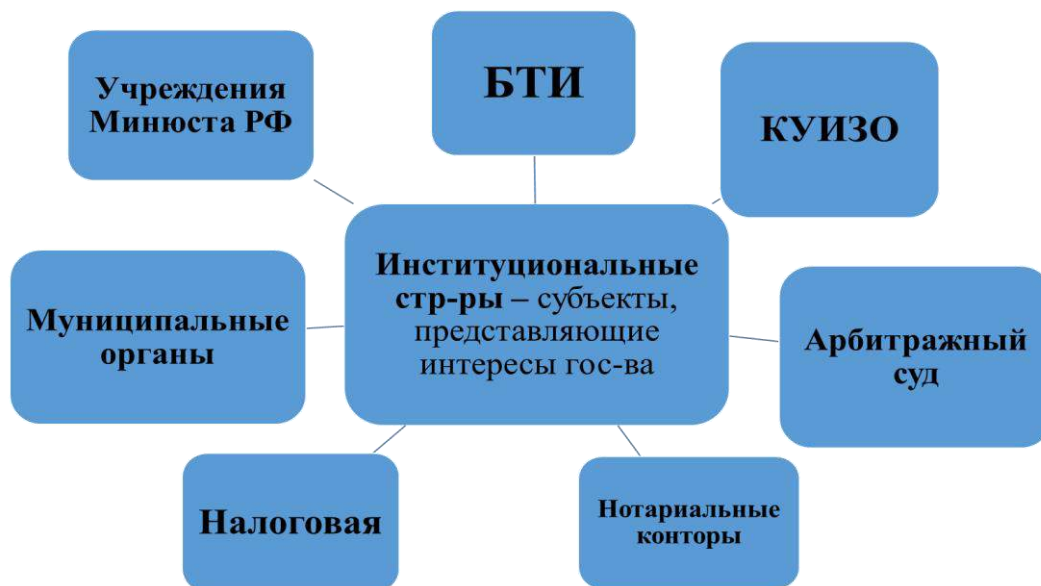 Учреждения
Минюста РФ
БТИ
КУИЗО
Институциональные
стр-ры – субъекты,
представляющие
интересы гос-ва
Муниципальные
органы
Арбитражный
суд
Налоговая
Нотариальные
конторы